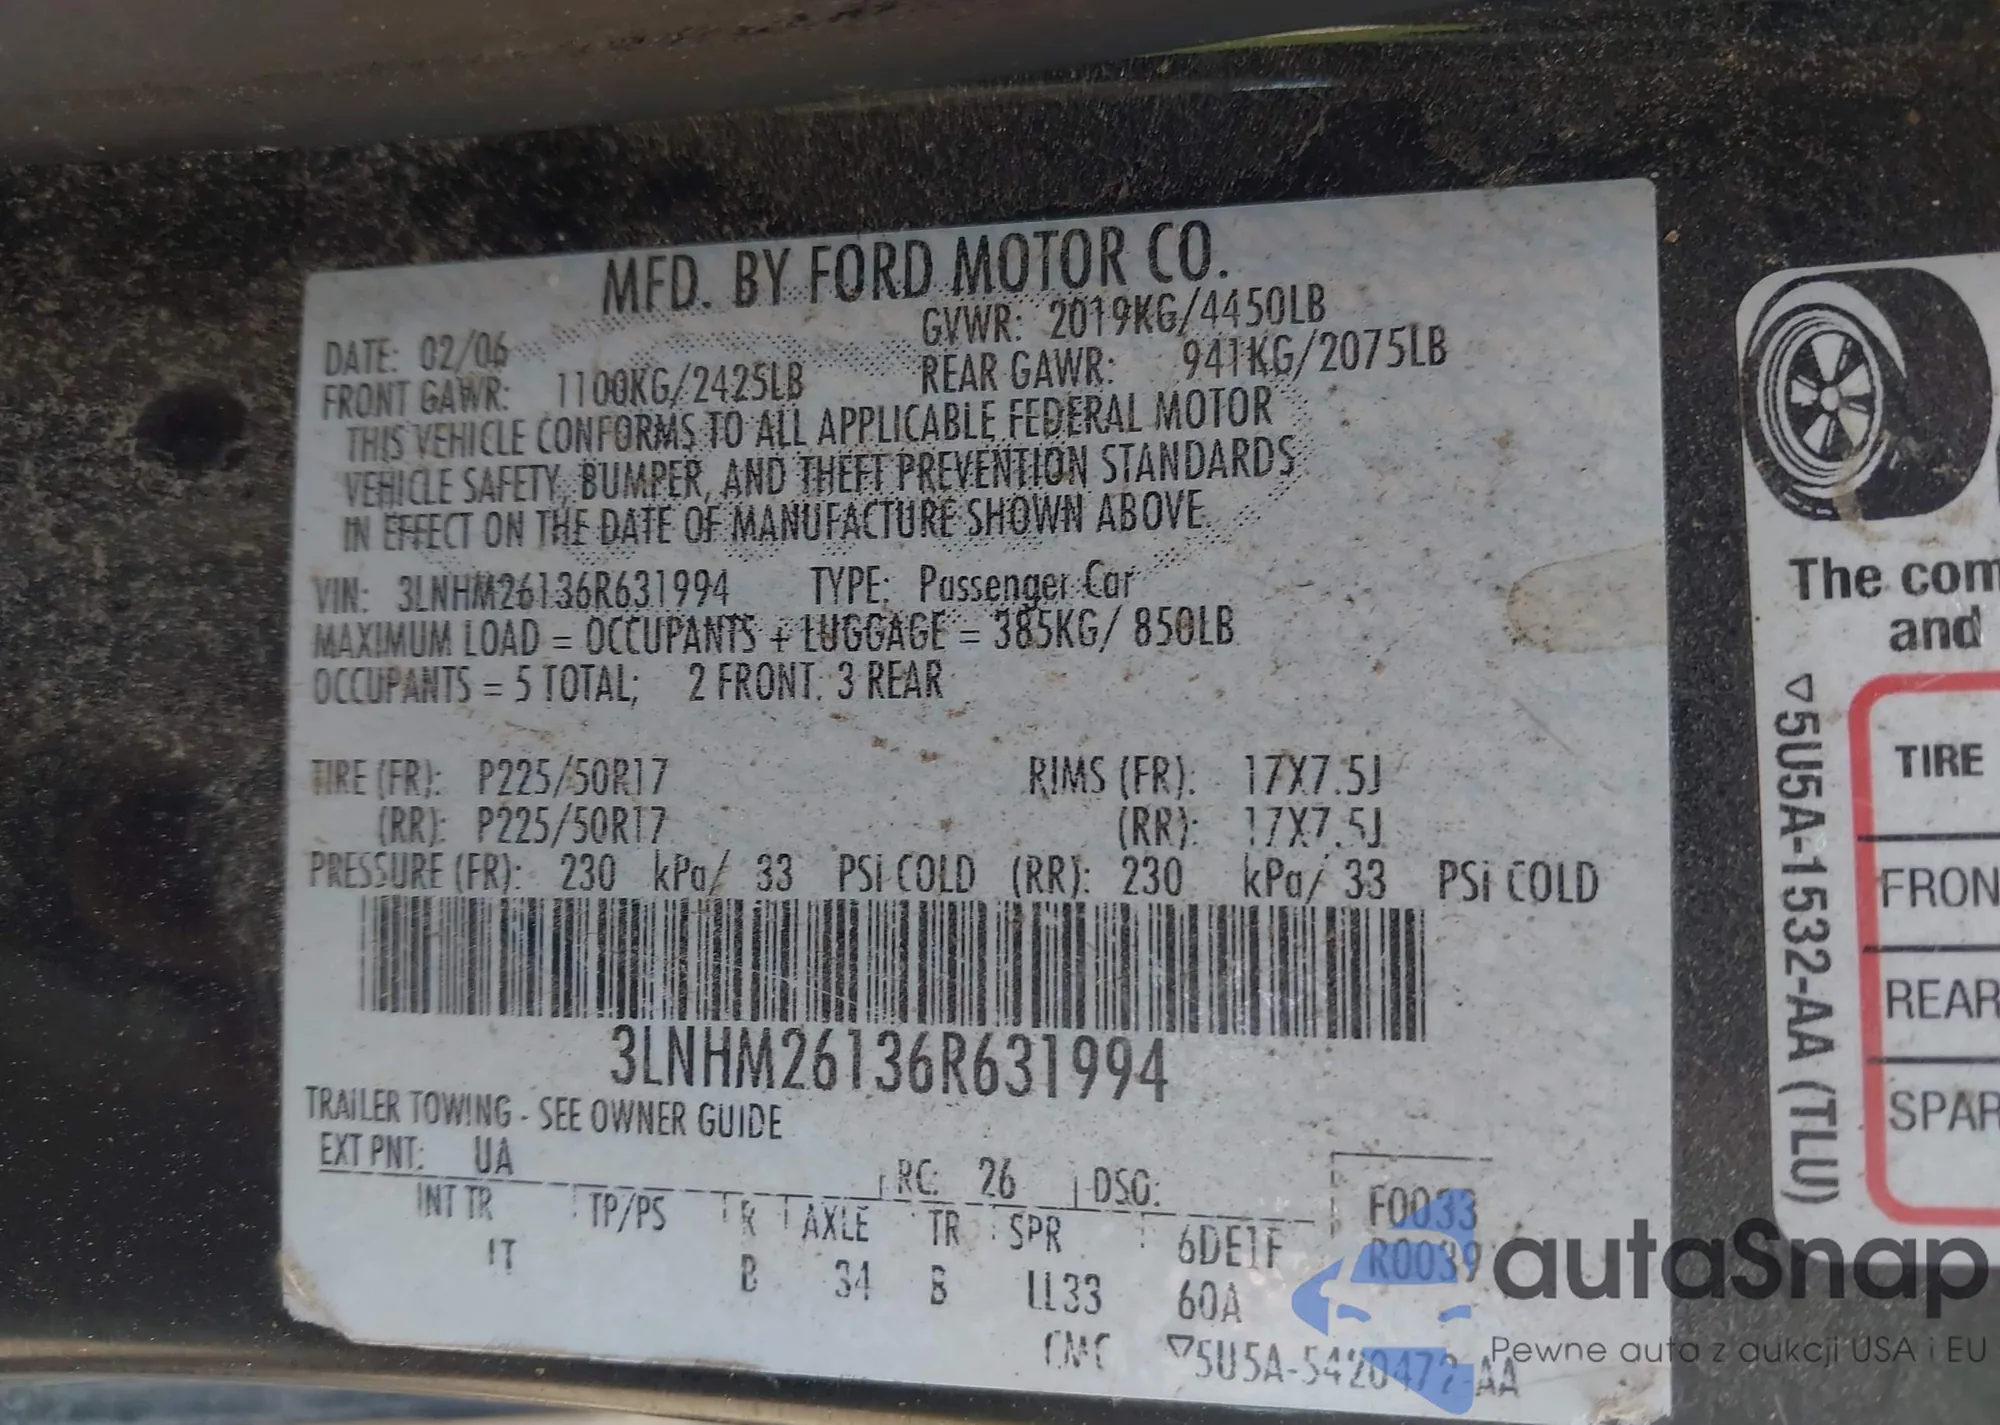 MFD. BY FORD MOTOR CO.
DATE: 02/06 GVWR: 2019KG/4450LB
FRONT GAWR: 1100KG/2425LB REAR GAWR: 941KG/2075LB
THIS VEHICLE CONFORMS TO ALL APPLICABLE FEDERAL MOTOR
VEHICLE SAFETY, BUMPER, AND THEFT PREVENTION STANDARDS
IN EFFECT ON THE DATE OF MANUFACTURE SHOWN ABOVE.
VIN: 3LNHM26136R631994 TYPE: Passenger Car
MAXIMUM LOAD = OCCUPANTS + LUGGAGE = 385KG/ 850LB
OCCUPANTS = 5 TOTAL; 2 FRONT. 3 REAR
TIRE (FR): P225/50R17 RIMS (FR): 17X7.5J
(RR): P225/50R17 (RR): 17X7.5J
PRESSURE (FR): 230 kPa/ 33 PSi COLD (RR): 230 kPa/ 33 PSi COLD
3LNHM26136R631994
TRAILER TOWING - SEE OWNER GUIDE
EXT PNT: UA RC: 26 DSO: F0033
INT TR TP/PS R AXLE TR SPR 6DE1F R0039
IT B 34 B LL33 60A
CMC ▽5U5A-5420472-AA
The com
and
▽5U5A-1532-AA (TLU)
TIRE
FRON
REAR
SPAR
autaSnap
Pewne auta z aukcji USA i EU